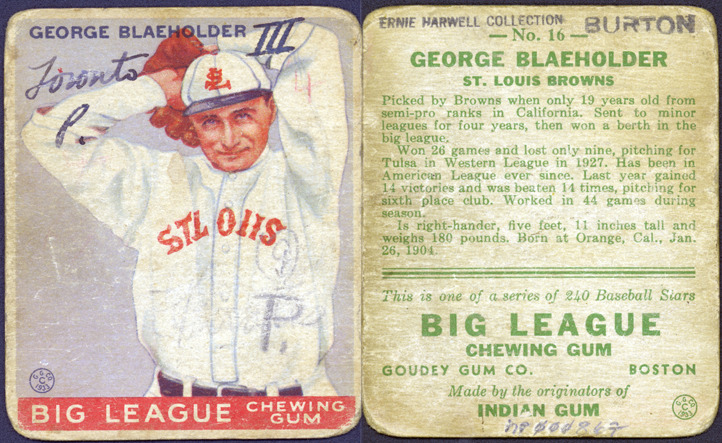 GEORGE BLAEHOLDER III
Toronto
P.
StL
ST. LOUIS
P.
G.G.CO.
C
1933
BIG LEAGUE CHEWING GUM
ERNIE HARWELL COLLECTION BURTON
— No. 16 —
GEORGE BLAEHOLDER
ST. LOUIS BROWNS
Picked by Browns when only 19 years old from
semi-pro ranks in California. Sent to minor
leagues for four years, then won a berth in the
big league.
Won 26 games and lost only nine, pitching for
Tulsa in Western League in 1927. Has been in
American League ever since. Last year gained
14 victories and was beaten 14 times, pitching for
sixth place club. Worked in 44 games during
season.
Is right-hander, five feet, 11 inches tall and
weighs 180 pounds. Born at Orange, Cal., Jan.
26, 1904.
This is one of a series of 240 Baseball Stars
BIG LEAGUE
CHEWING GUM
GOUDEY GUM CO. BOSTON
Made by the originators of
INDIAN GUM